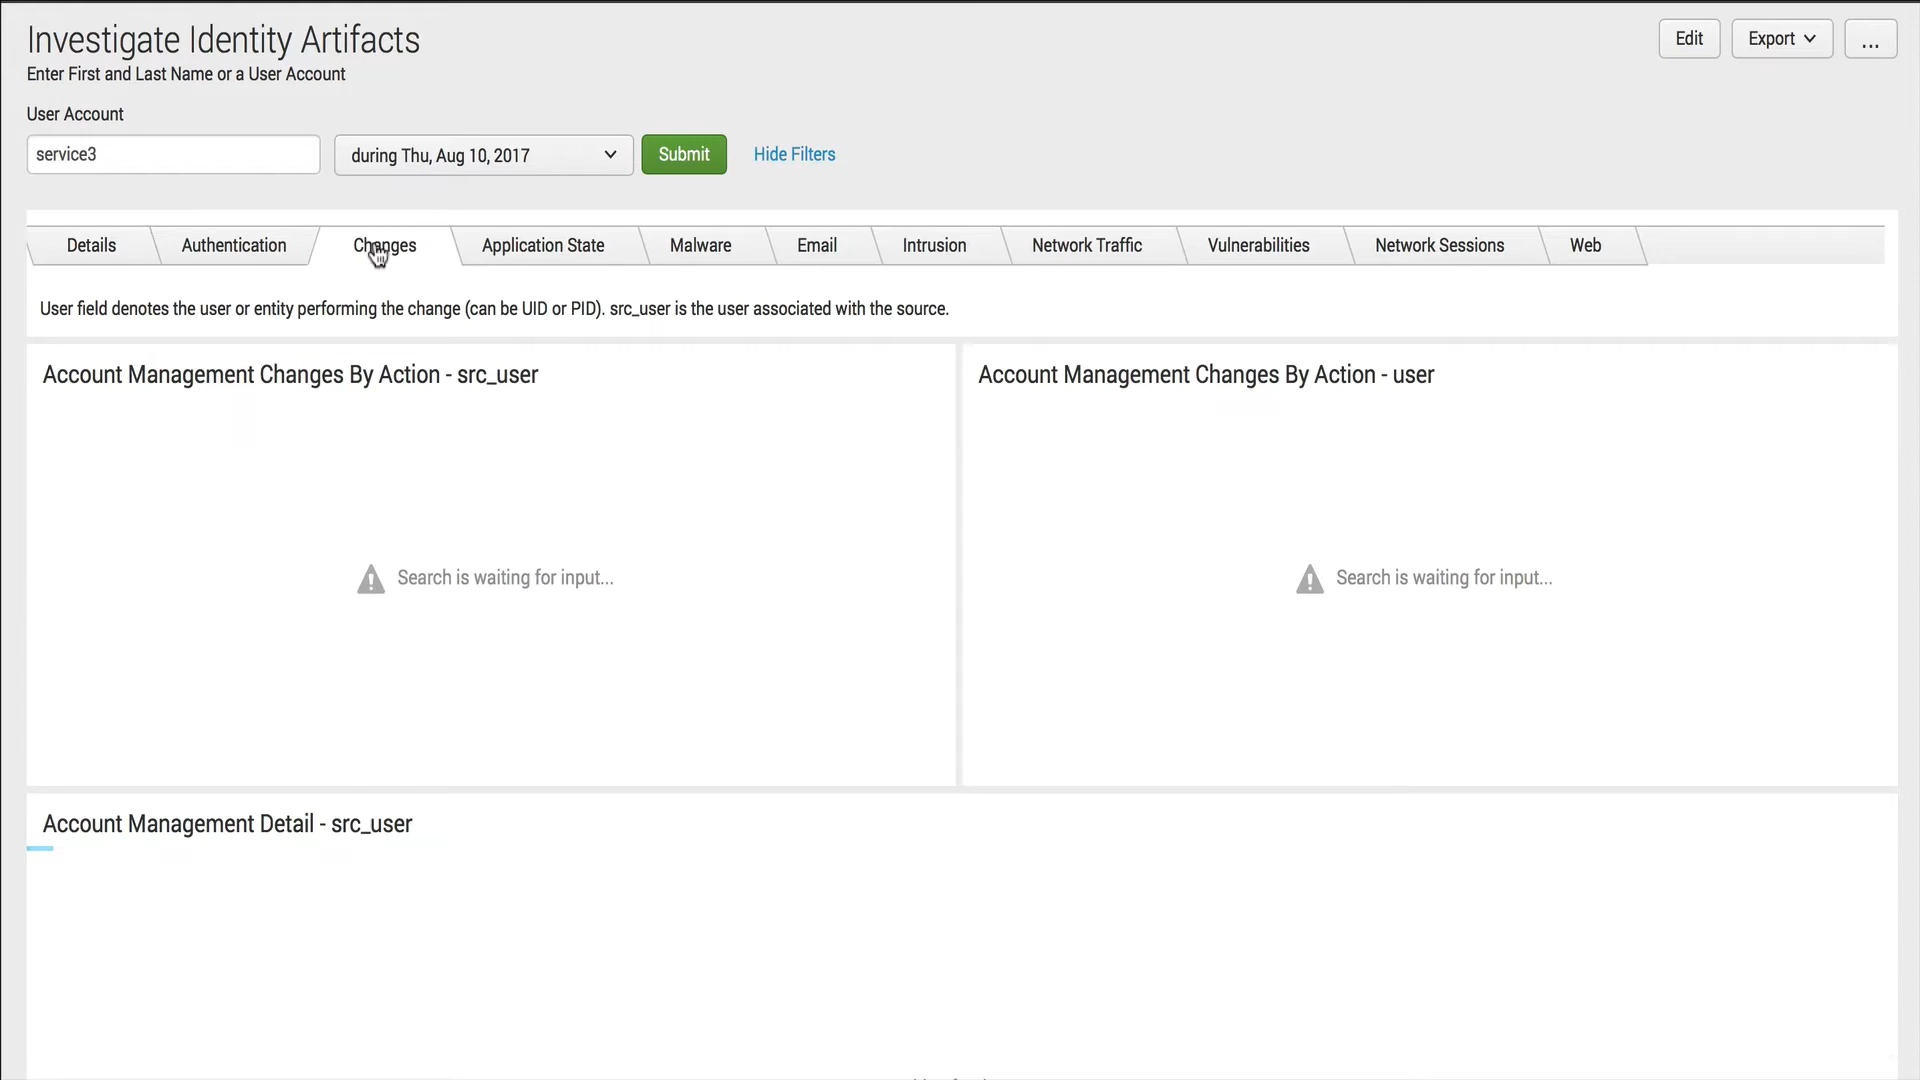 Investigate Identity Artifacts
Edit
Export
...
Enter First and Last Name or a User Account
User Account
service3
during Thu, Aug 10, 2017
Submit
Hide Filters
Details
Authentication
Changes
Application State
Malware
Email
Intrusion
Network Traffic
Vulnerabilities
Network Sessions
Web
User field denotes the user or entity performing the change (can be UID or PID). src_user is the user associated with the source.
Account Management Changes By Action - src_user
Account Management Changes By Action - user
Search is waiting for input...
Search is waiting for input...
Account Management Detail - src_user